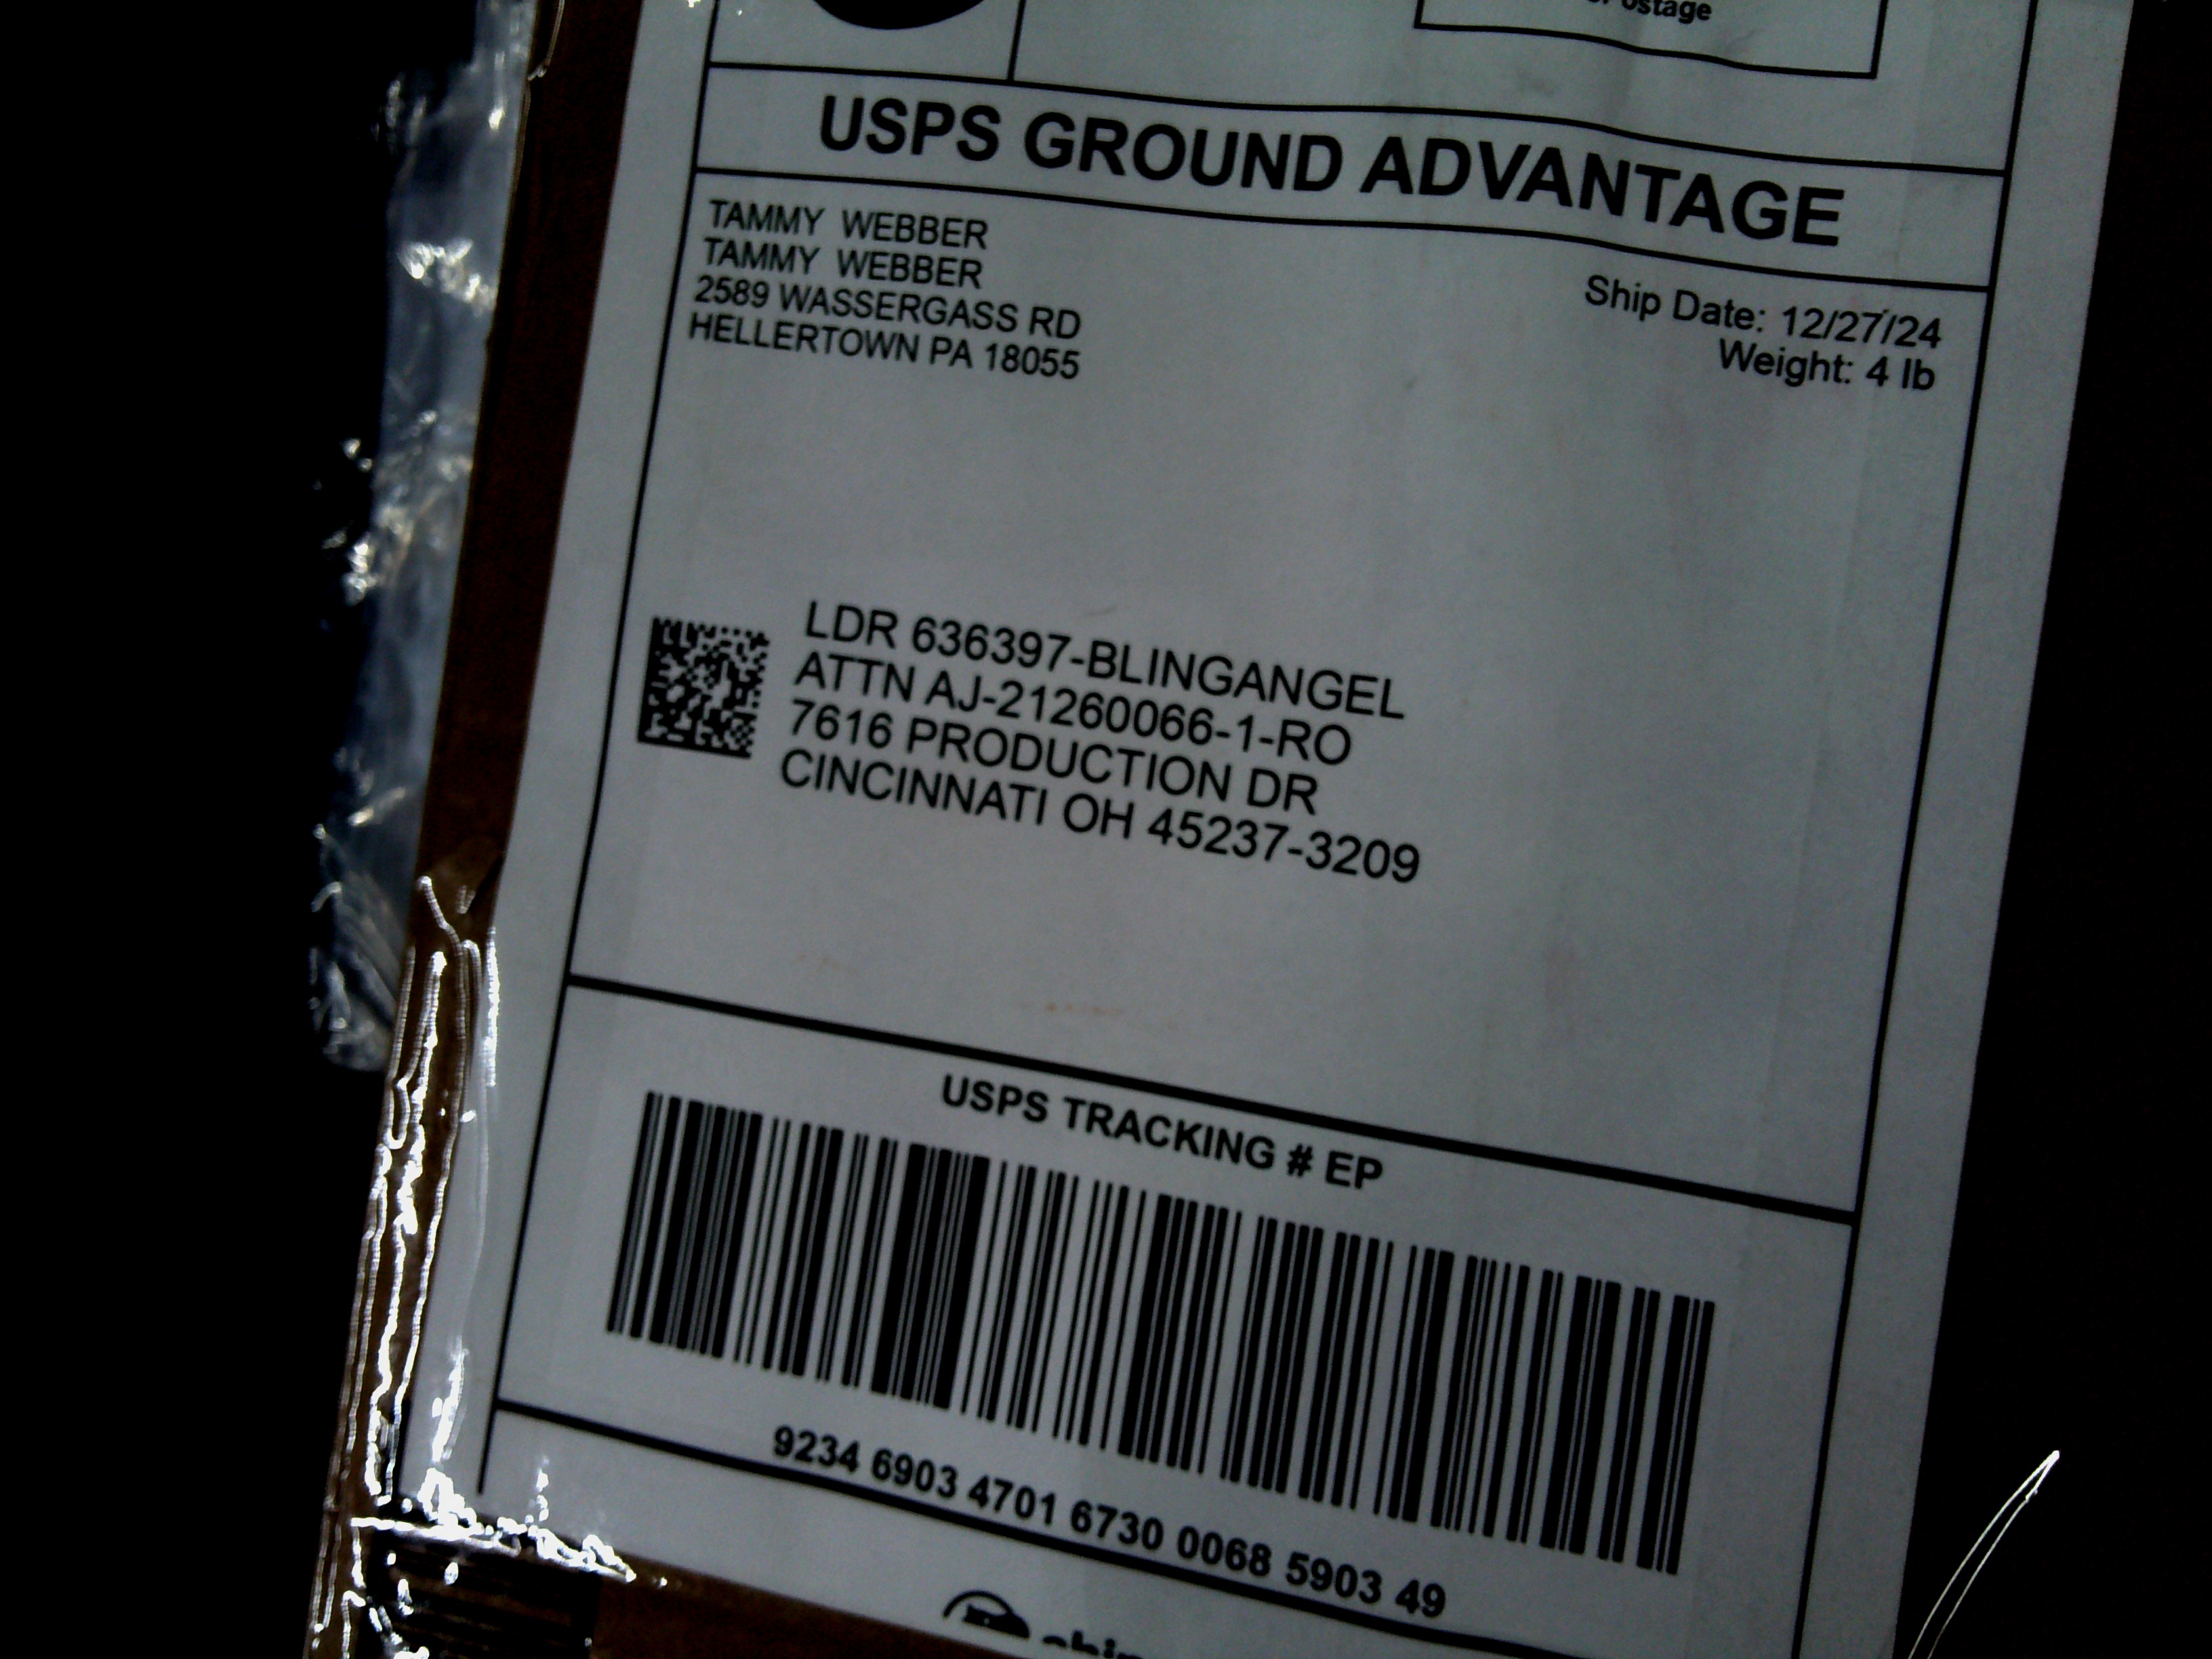 ostage
USPS GROUND ADVANTAGE
TAMMY WEBBER
TAMMY WEBBER
2589 WASSERGASS RD
HELLERTOWN PA 18055
Ship Date: 12/27/24
Weight: 4 lb
LDR 636397-BLINGANGEL
ATTN AJ-21260066-1-RO
7616 PRODUCTION DR
CINCINNATI OH 45237-3209
USPS TRACKING # EP
9234 6903 4701 6730 0068 5903 49